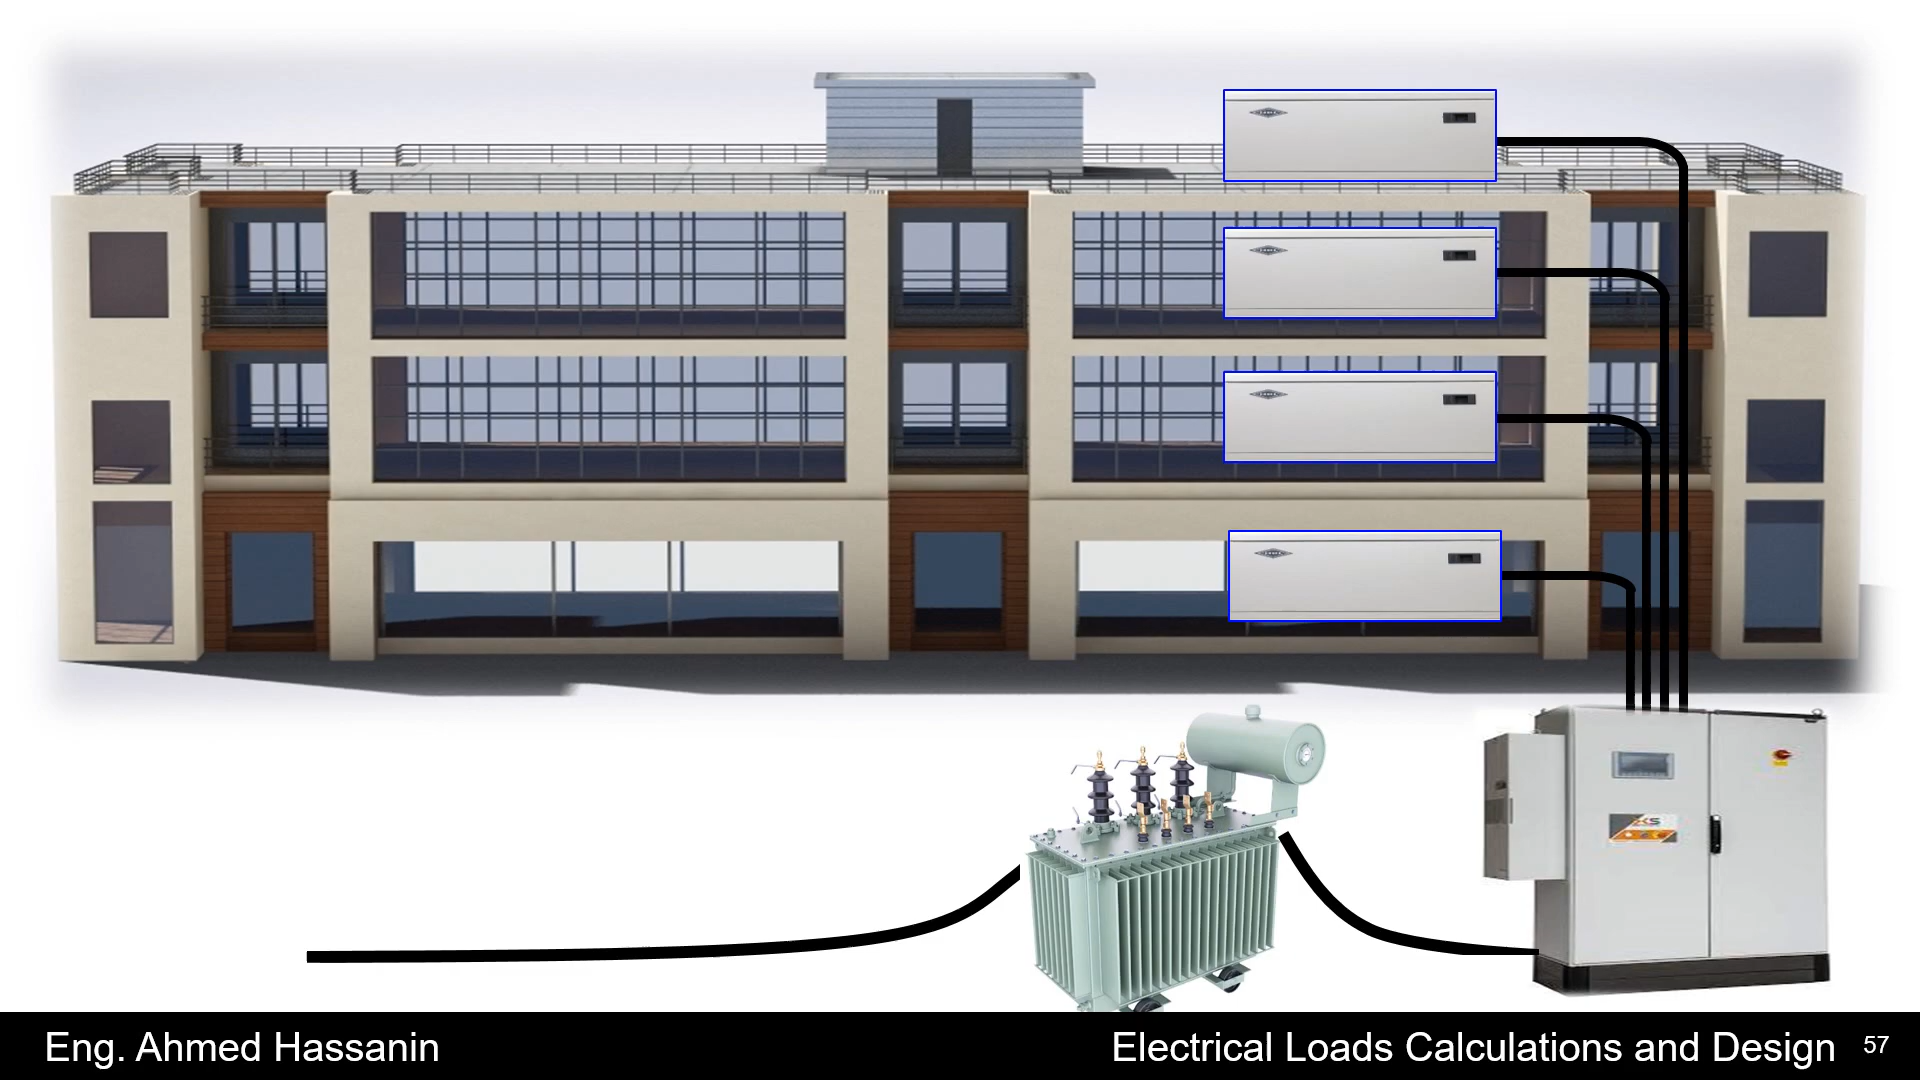 Eng. Ahmed Hassanin
Electrical Loads Calculations and Design
57